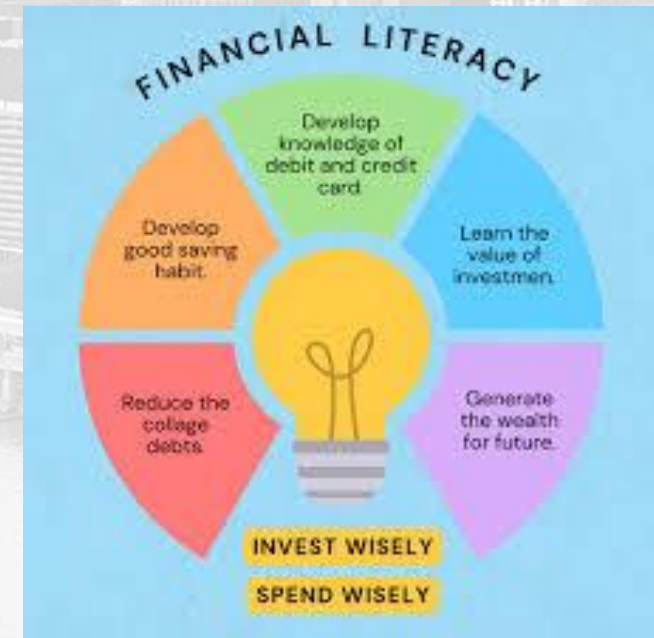 FINANCIAL LITERACY
Develop
knowledge of
debit and credit
card
Develop
good saving
habit.
Learn the
value of
investmen.
Reduce the
collage
debts.
Generate
the wealth
for future.
INVEST WISELY
SPEND WISELY